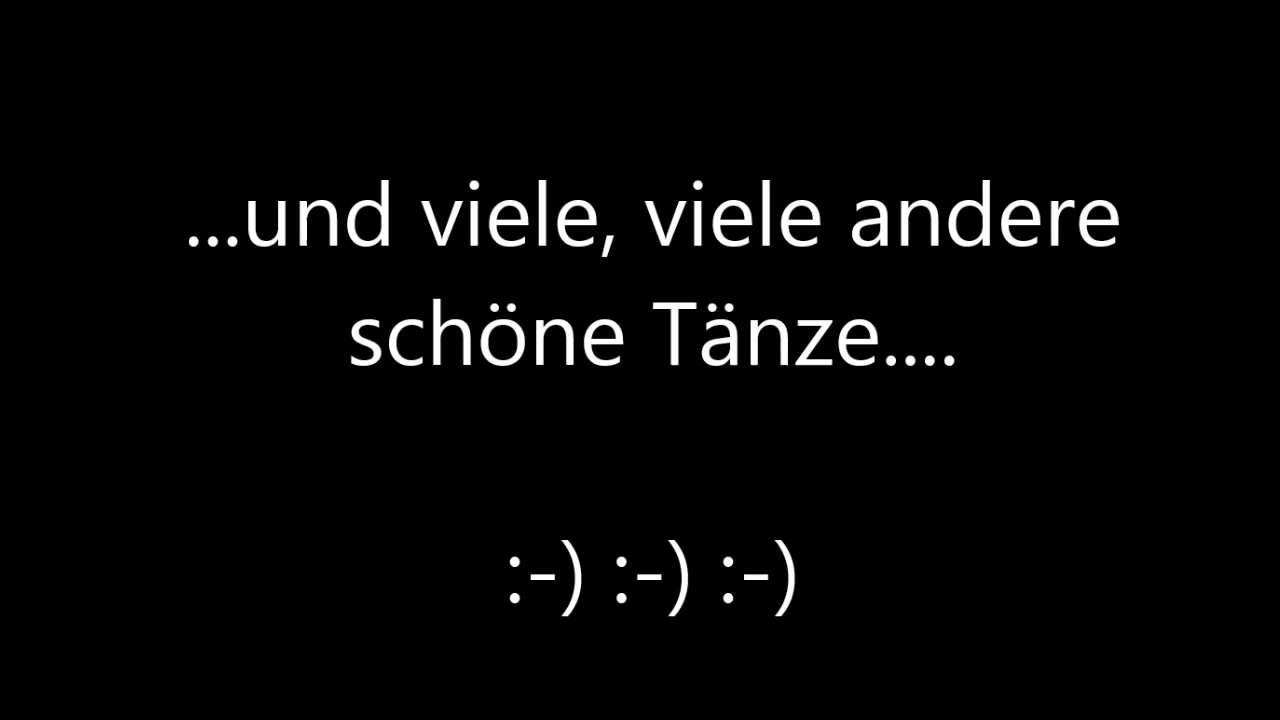 ...und viele, viele andere
schöne Tänze....
:-) :-) :-)